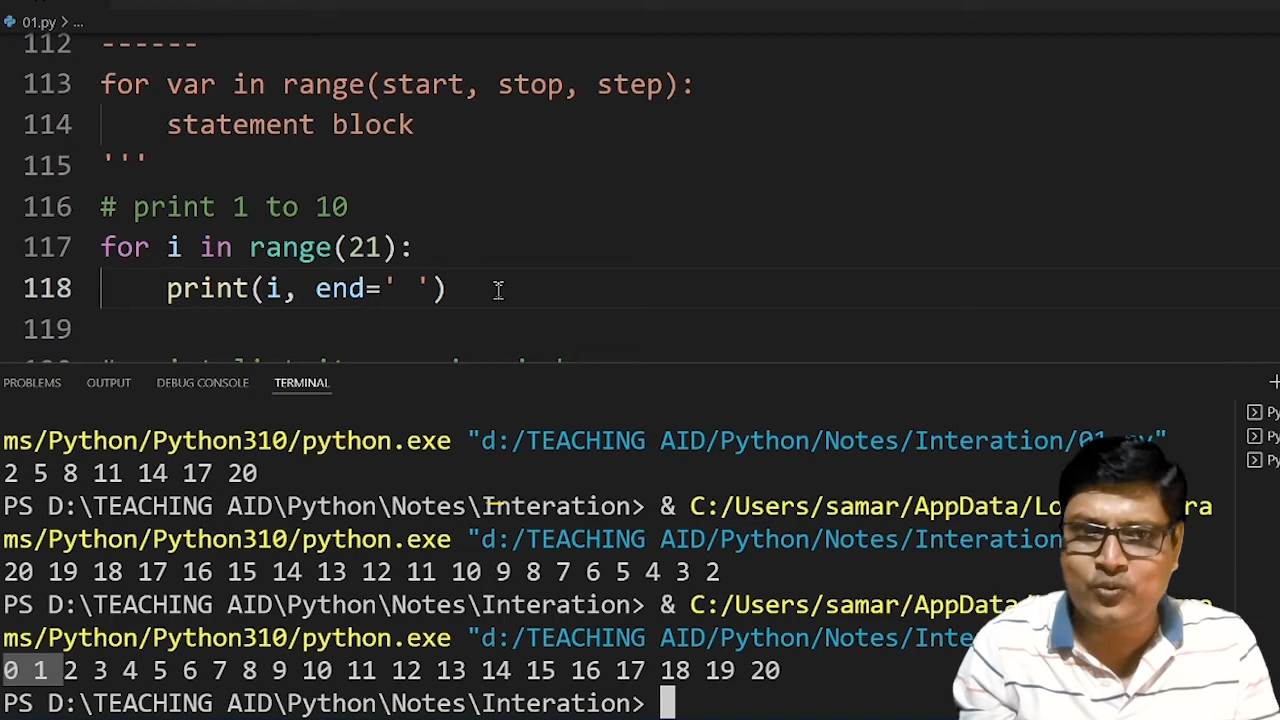 01.py > ...
112 ------
113 for var in range(start, stop, step):
114 statement block
115 '''
116 # print 1 to 10
117 for i in range(21):
118 print(i, end=' ')
119
PROBLEMS OUTPUT DEBUG CONSOLE TERMINAL
ms/Python/Python310/python.exe "d:/TEACHING AID/Python/Notes/Interation/01.py"
2 5 8 11 14 17 20
PS D:\TEACHING AID\Python\Notes\Interation> & C:/Users/samar/AppData/
ms/Python/Python310/python.exe "d:/TEACHING AID/Python/Notes/Interation
20 19 18 17 16 15 14 13 12 11 10 9 8 7 6 5 4 3 2
PS D:\TEACHING AID\Python\Notes\Interation> & C:/Users/samar/AppData/
ms/Python/Python310/python.exe "d:/TEACHING AID/Python/Notes/Inte
0 1 2 3 4 5 6 7 8 9 10 11 12 13 14 15 16 17 18 19 20
PS D:\TEACHING AID\Python\Notes\Interation>